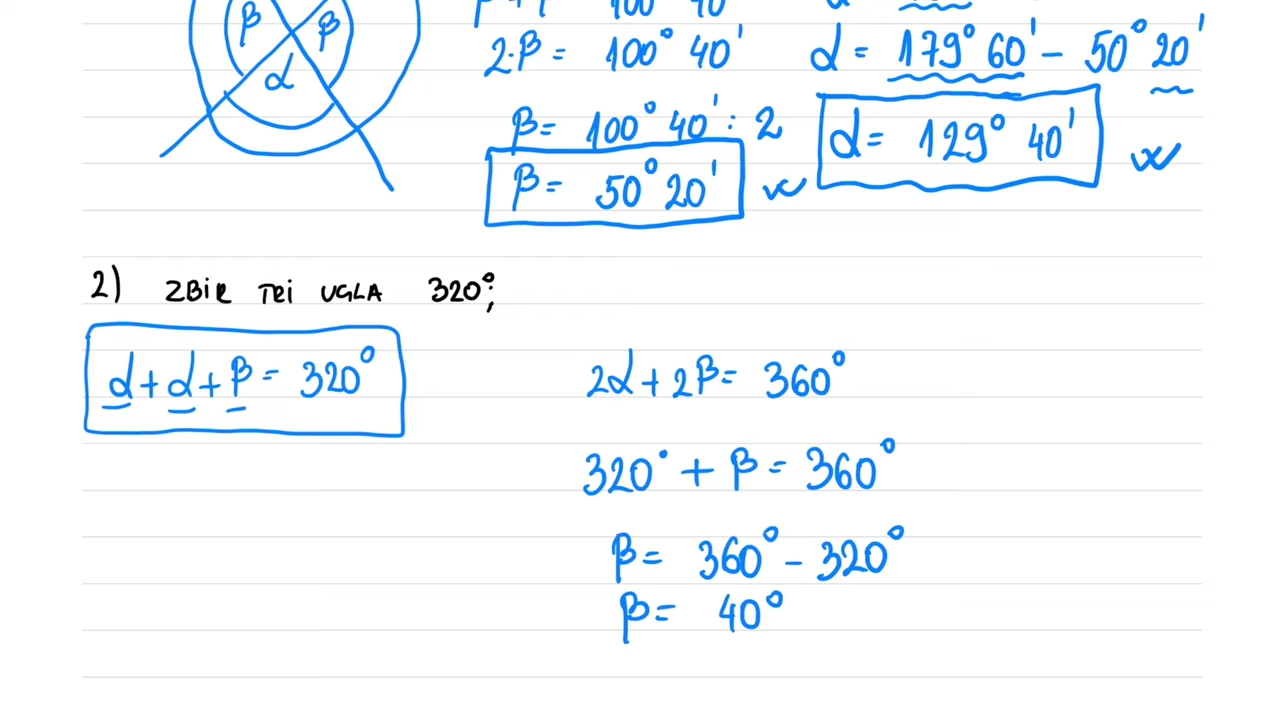 β β
α
2·β = 100° 40'
β = 100° 40' : 2
β = 50° 20'
α = 179° 60' - 50° 20'
α = 129° 40'
2) ZBIR TRI UGLA 320°;
α + α + β = 320°
2α + 2β = 360°
320° + β = 360°
β = 360° - 320°
β = 40°